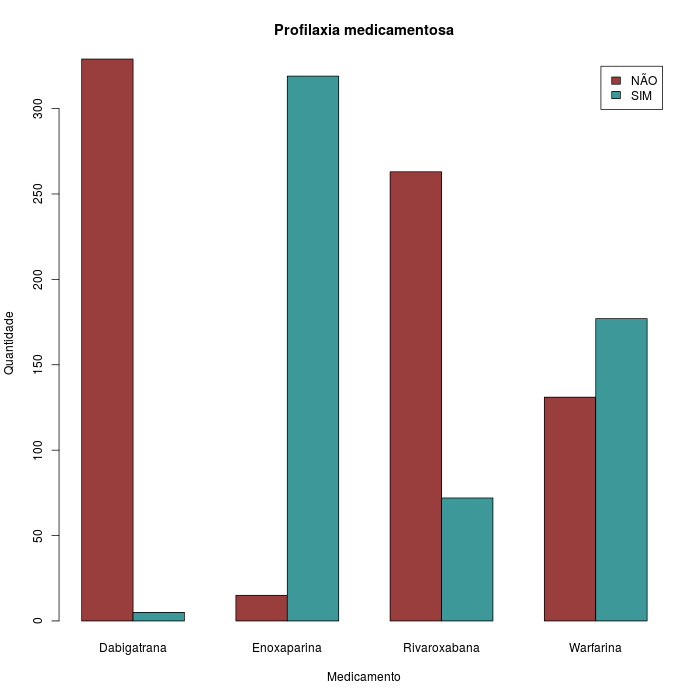 Profilaxia medicamentosa
NÃO
SIM
Quantidade
300
250
200
150
100
50
0
Dabigatrana Enoxaparina Rivaroxabana Warfarina
Medicamento